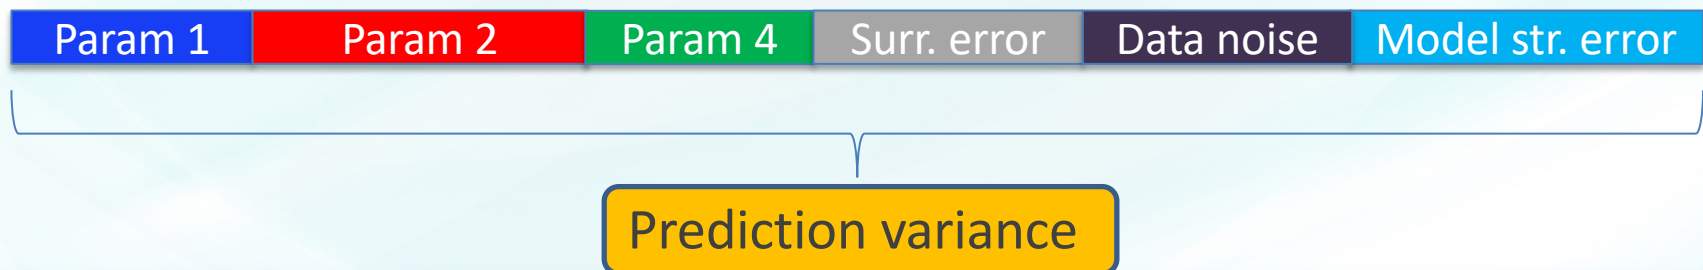 Param 1 Param 2 Param 4 Surr. error Data noise Model str. error
Prediction variance